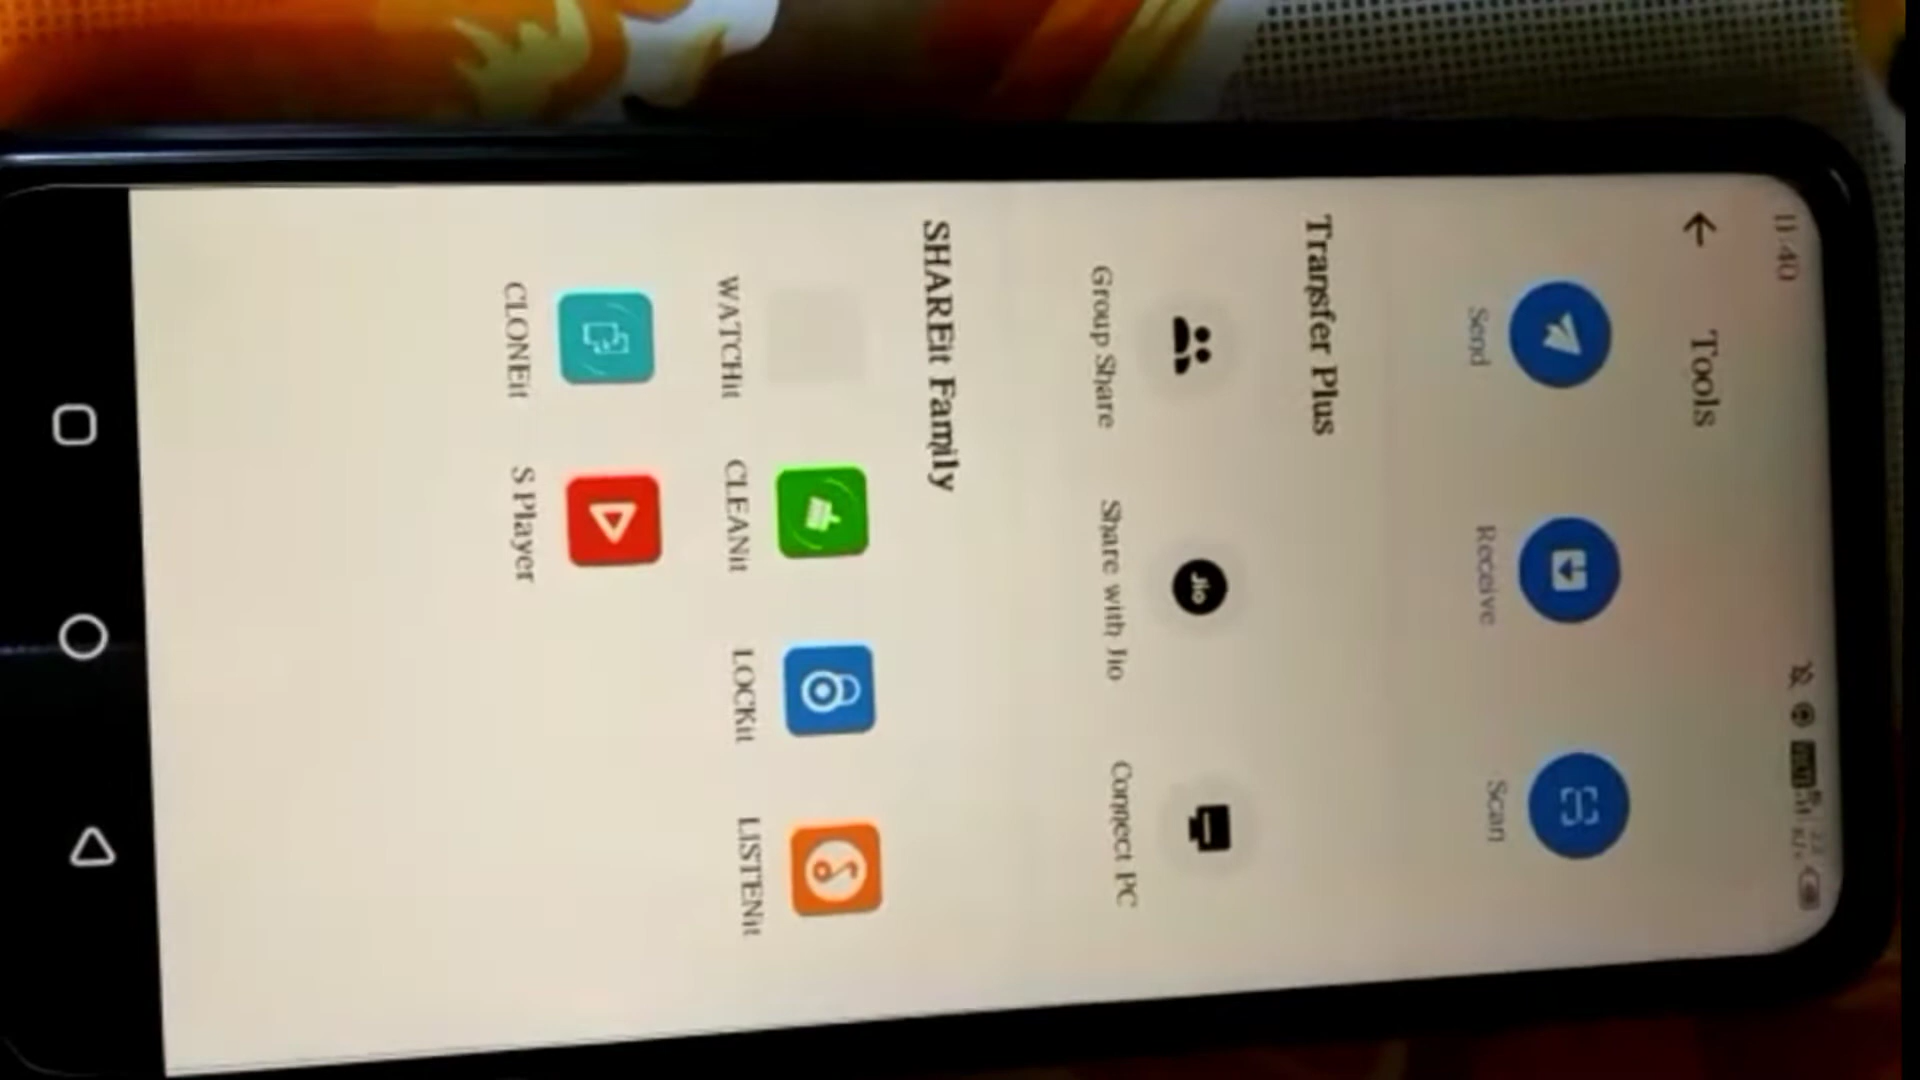 11:40
Tools
Send Receive Scan
Transfer Plus
Jio
Group Share Share with Jio Connect PC
SHAREit Family
WATCHit CLEANit LOCKit LISTENit
CLONEit S Player